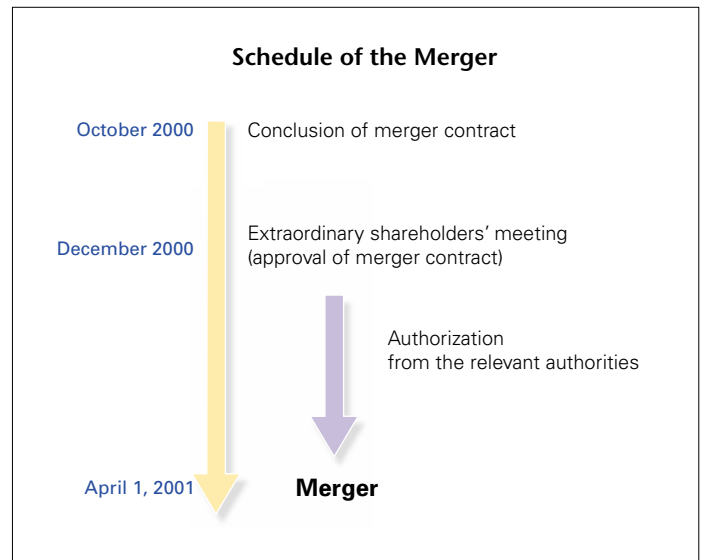 Schedule of the Merger
October 2000 Conclusion of merger contract
December 2000 Extraordinary shareholders’ meeting
(approval of merger contract)
Authorization
from the relevant authorities
April 1, 2001 Merger